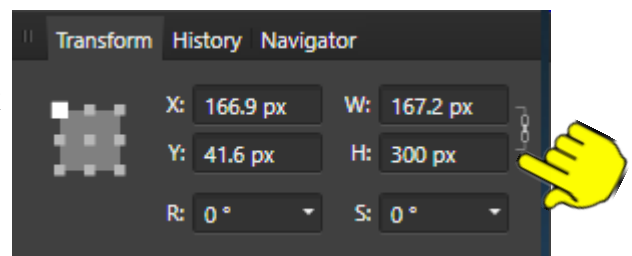 Transform History Navigator
X: 166.9 px W: 167.2 px
Y: 41.6 px H: 300 px
R: 0 ° S: 0 °